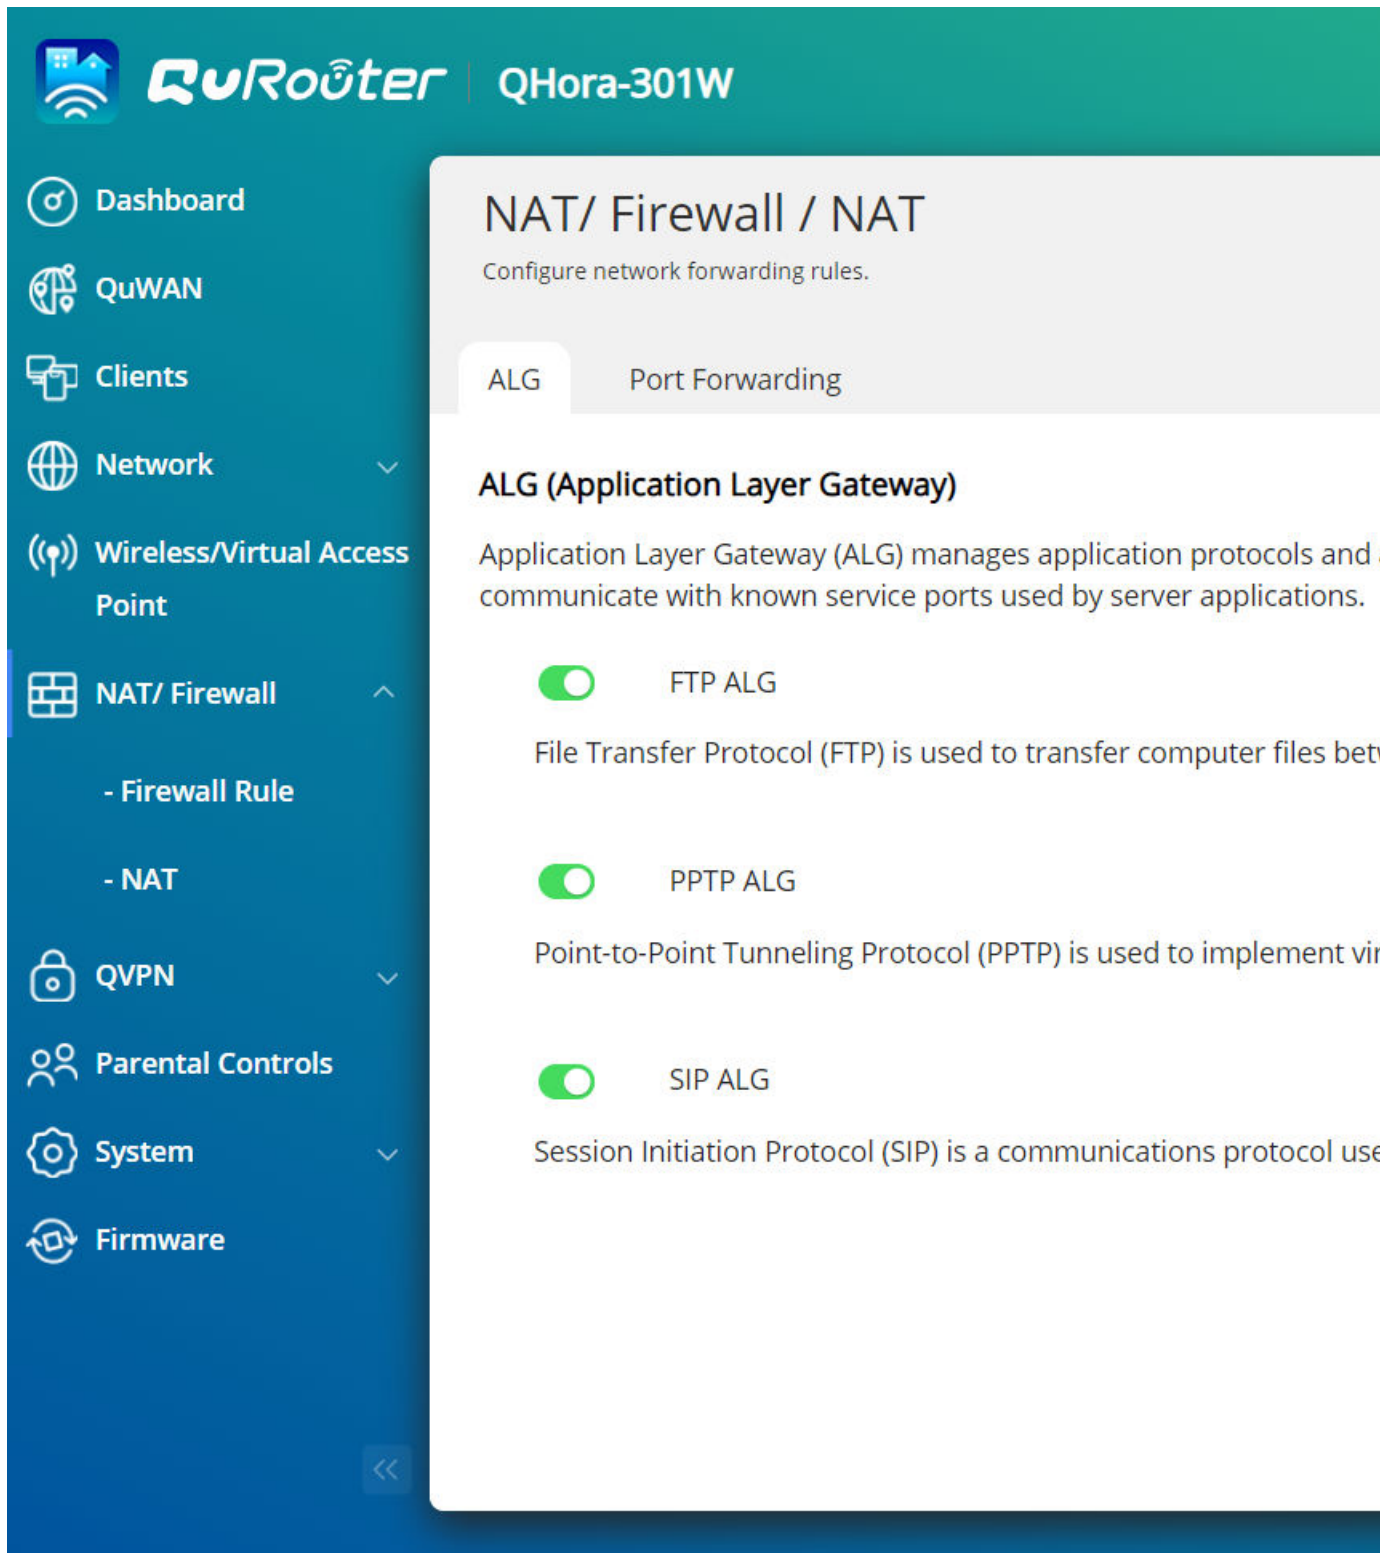 QuRouter QHora-301W
Dashboard
QuWAN
Clients
Network
Wireless/Virtual Access
Point
NAT/ Firewall
- Firewall Rule
- NAT
QVPN
Parental Controls
System
Firmware
NAT/ Firewall / NAT
Configure network forwarding rules.
ALG Port Forwarding
ALG (Application Layer Gateway)
Application Layer Gateway (ALG) manages application protocols and
communicate with known service ports used by server applications.
FTP ALG
File Transfer Protocol (FTP) is used to transfer computer files
PPTP ALG
Point-to-Point Tunneling Protocol (PPTP) is used to implement
SIP ALG
Session Initiation Protocol (SIP) is a communications protocol